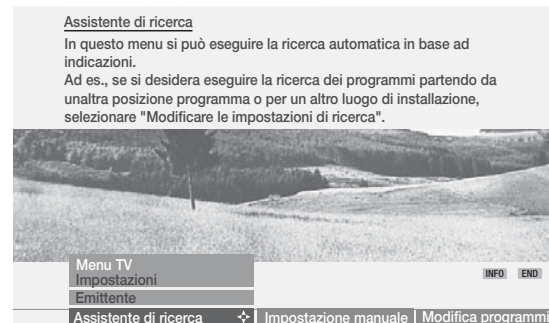 Assistente di ricerca
In questo menu si può eseguire la ricerca automatica in base ad
indicazioni.
Ad es., se si desidera eseguire la ricerca dei programmi partendo da
unaltra posizione programma o per un altro luogo di installazione,
selezionare "Modificare le impostazioni di ricerca".
Menu TV
Impostazioni
INFO END
Emittente
Assistente di ricerca Impostazione manuale Modifica programmi